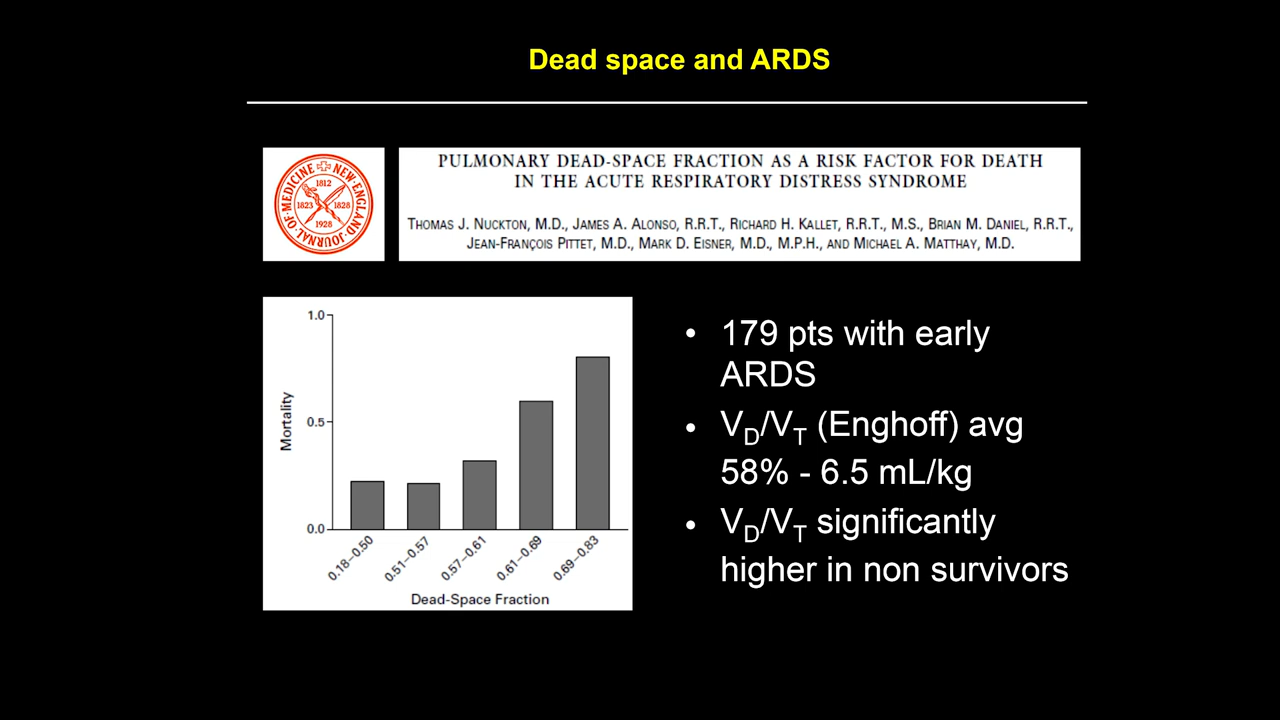 Dead space and ARDS
NEW ENGLAND JOURNAL OF MEDICINE
1812
1823
1828
1928
PULMONARY DEAD-SPACE FRACTION AS A RISK FACTOR FOR DEATH
IN THE ACUTE RESPIRATORY DISTRESS SYNDROME
THOMAS J. NUCKTON, M.D., JAMES A. ALONSO, R.R.T., RICHARD H. KALLET, R.R.T., M.S., BRIAN M. DANIEL, R.R.T.,
JEAN-FRANÇOIS PITTET, M.D., MARK D. EISNER, M.D., M.P.H., AND MICHAEL A. MATTHAY, M.D.
1.0
0.5
0.0
Mortality
0.18–0.50
0.51–0.57
0.57–0.61
0.61–0.69
0.69–0.83
Dead-Space Fraction
• 179 pts with early
ARDS
• VD/VT (Enghoff) avg
58% - 6.5 mL/kg
• VD/VT significantly
higher in non survivors